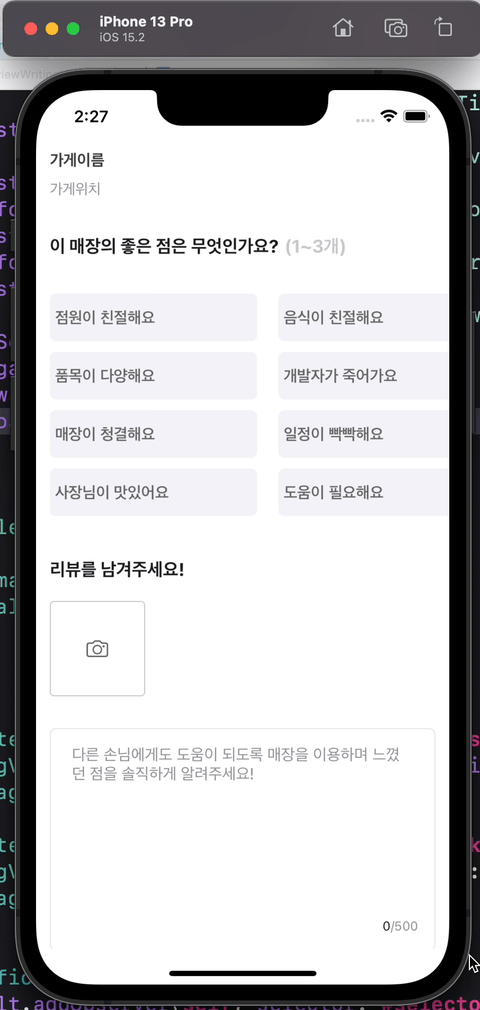 iPhone 13 Pro
iOS 15.2
2:27
가게이름
가게위치
이 매장의 좋은 점은 무엇인가요? (1~3개)
점원이 친절해요
음식이 친절해요
품목이 다양해요
개발자가 죽어가요
매장이 청결해요
일정이 빡빡해요
사장님이 맛있어요
도움이 필요해요
리뷰를 남겨주세요!
다른 손님에게도 도움이 되도록 매장을 이용하며 느꼈
던 점을 솔직하게 알려주세요!
0/500